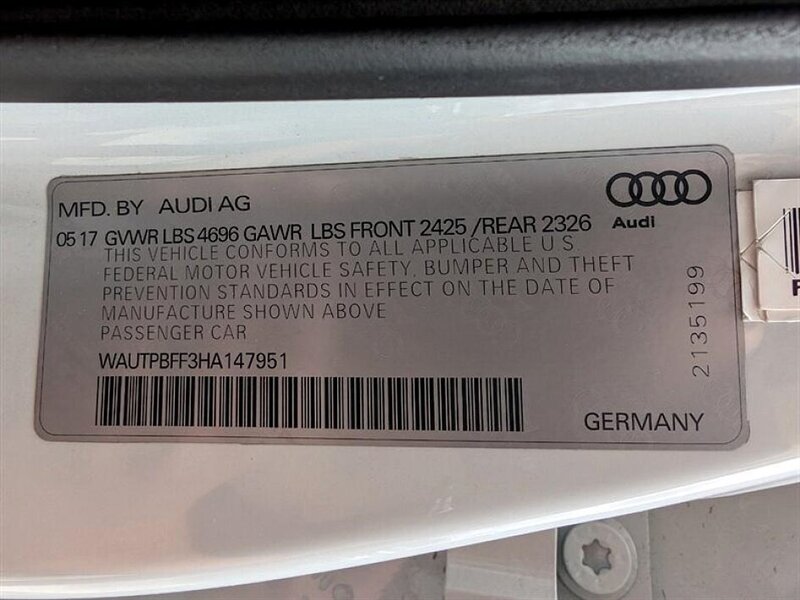 MFD. BY AUDI AG
Audi
05 17 GVWR LBS 4696 GAWR LBS FRONT 2425 /REAR 2326
THIS VEHICLE CONFORMS TO ALL APPLICABLE U S
FEDERAL MOTOR VEHICLE SAFETY, BUMPER AND THEFT
PREVENTION STANDARDS IN EFFECT ON THE DATE OF
MANUFACTURE SHOWN ABOVE
PASSENGER CAR
WAUTPBFF3HA147951
2135199
GERMANY